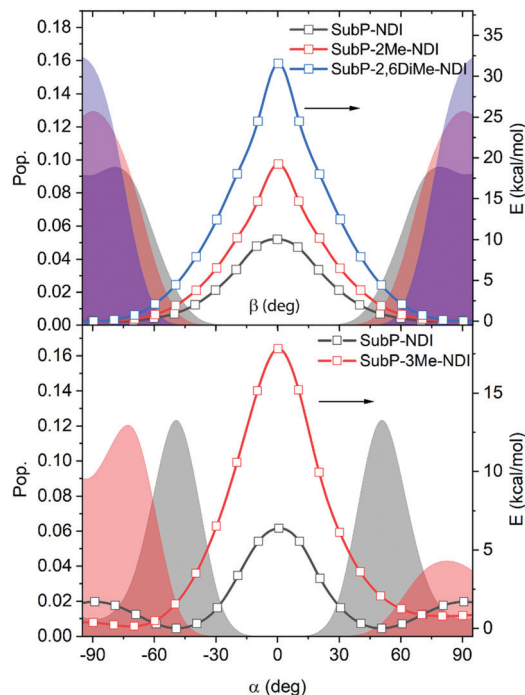 SubP-NDI
SubP-2Me-NDI
SubP-2,6DiMe-NDI
0.18
0.16
0.14
0.12
0.10
0.08
0.06
0.04
0.02
0.00
Pop.
35
30
25
20
15
10
5
0
E (kcal/mol)
β (deg)
SubP-NDI
SubP-3Me-NDI
0.16
0.14
0.12
0.10
0.08
0.06
0.04
0.02
0.00
Pop.
15
10
5
0
E (kcal/mol)
-90 -60 -30 0 30 60 90
α (deg)